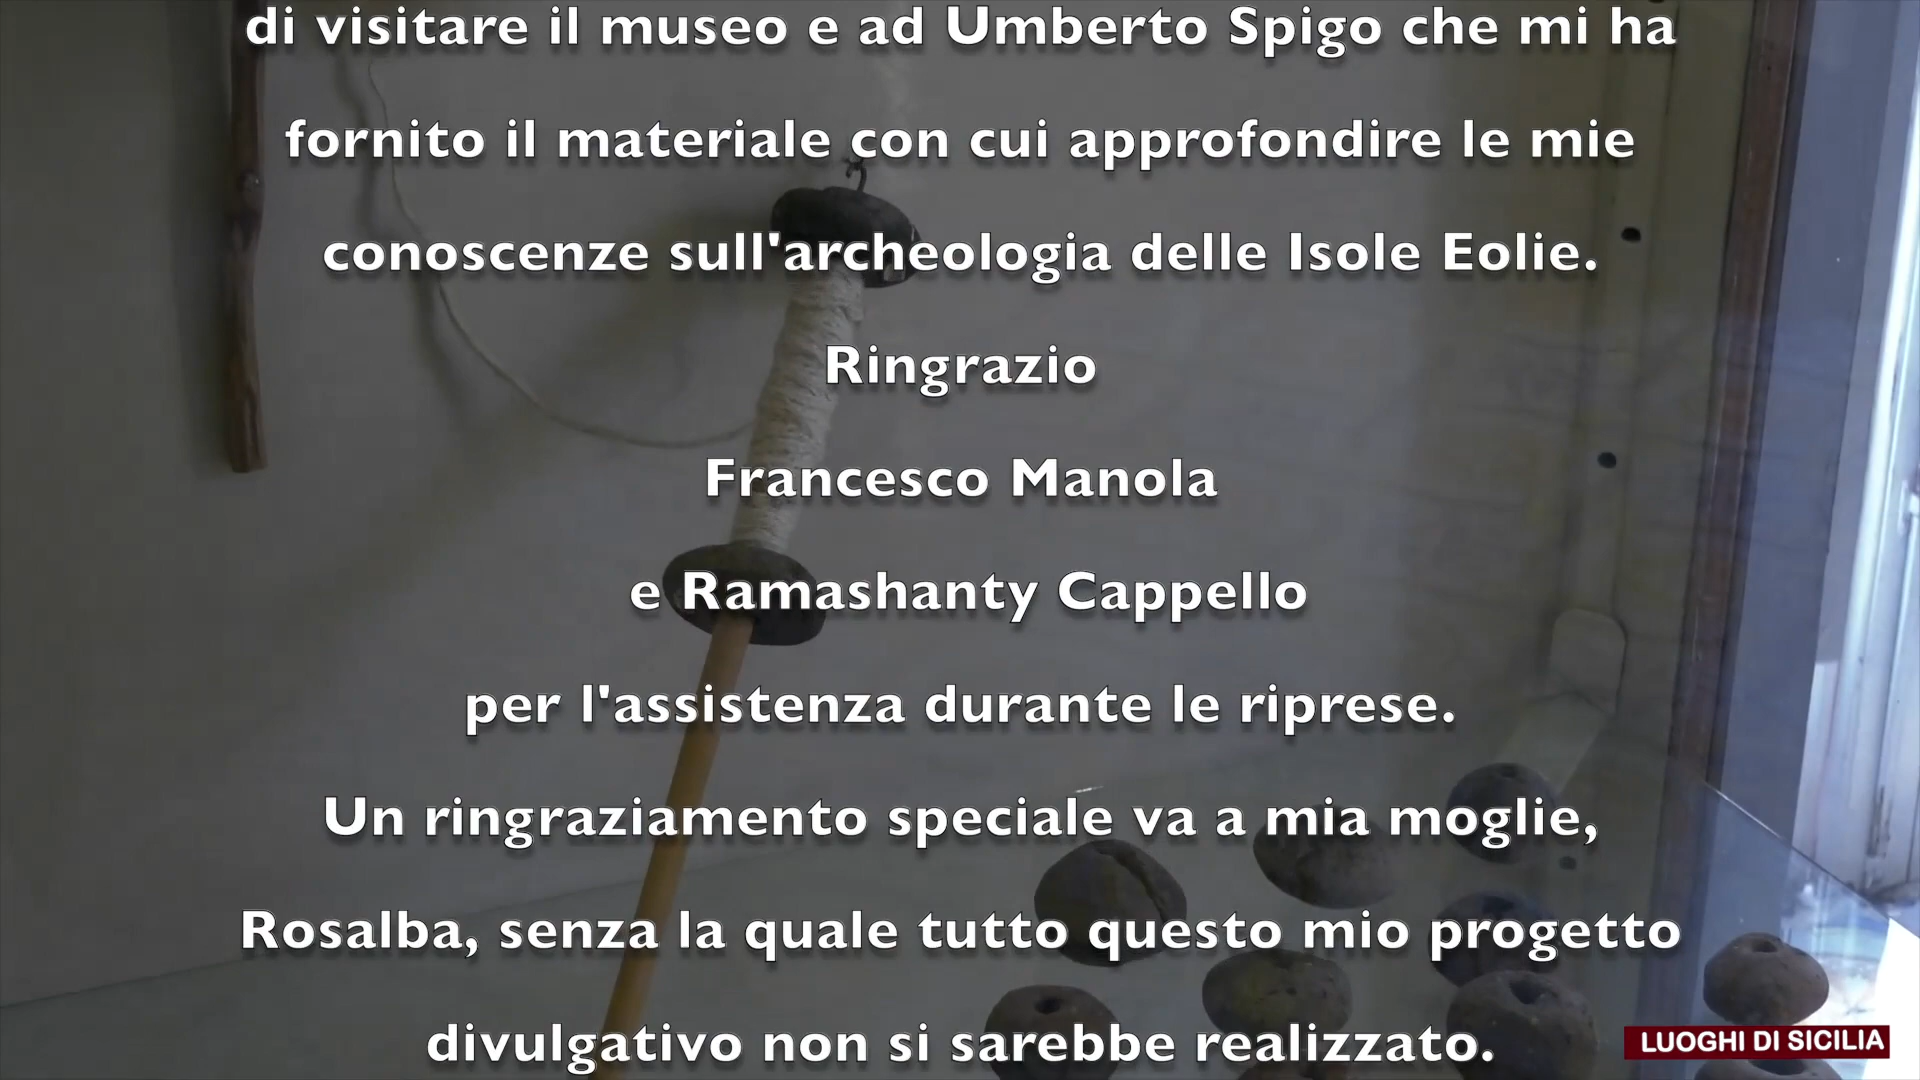 di visitare il museo e ad Umberto Spigo che mi ha
fornito il materiale con cui approfondire le mie
conoscenze sull'archeologia delle Isole Eolie.
Ringrazio
Francesco Manola
e Ramashanty Cappello
per l'assistenza durante le riprese.
Un ringraziamento speciale va a mia moglie,
Rosalba, senza la quale tutto questo mio progetto
divulgativo non si sarebbe realizzato.
LUOGHI DI SICILIA